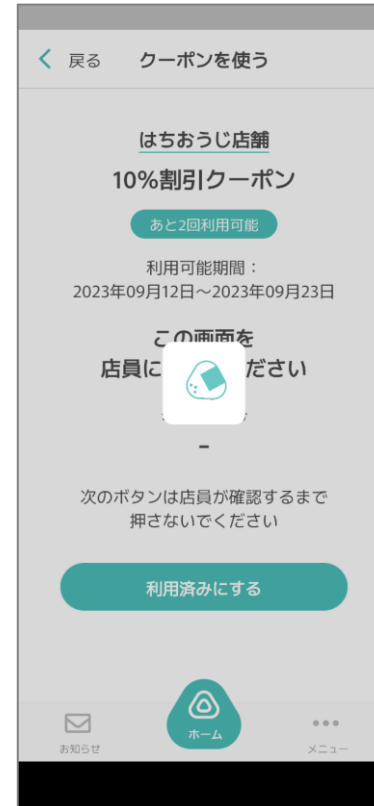 戻る
クーポンを使う
はちおうじ店舗
10%割引クーポン
あと2回利用可能
利用可能期間：
2023年09月12日～2023年09月23日
この画面を
店員に ださい
-
次のボタンは店員が確認するまで
押さないでください
利用済みにする
お知らせ
ホーム
メニュー